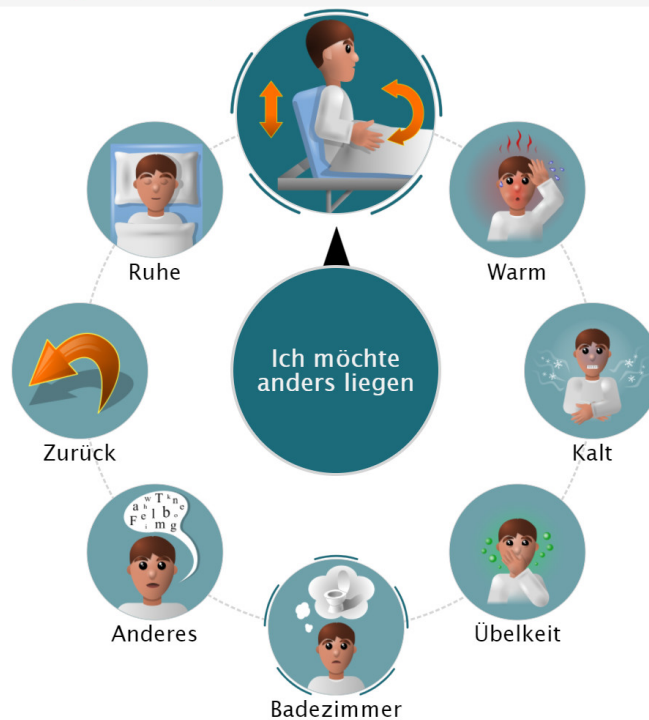 Ruhe
Warm
Ich möchte
anders liegen
Zurück
Kalt
Anderes
Übelkeit
Badezimmer
a w T k n
h e
F e l b o
i m g